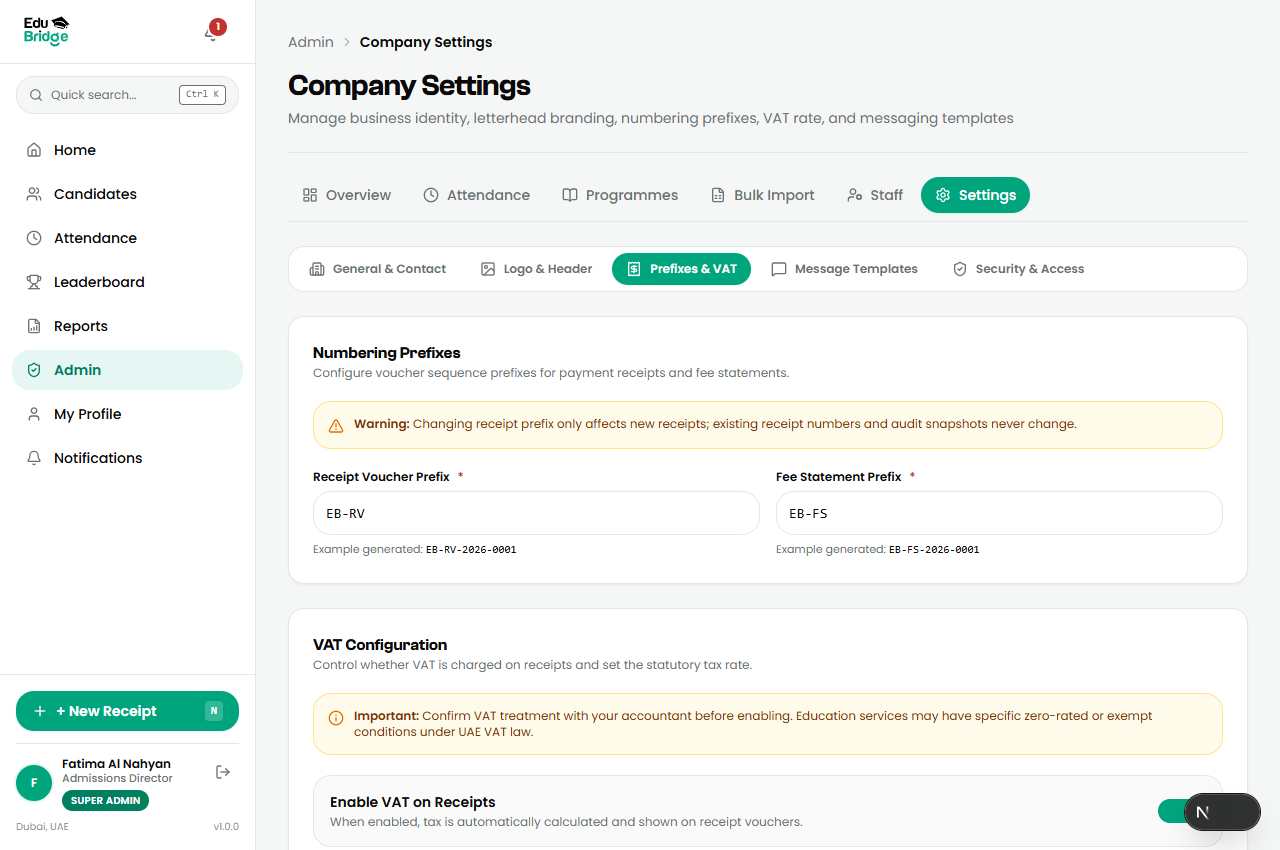 Edu
Bridge
1
Quick search...
Ctrl K
Home
Candidates
Attendance
Leaderboard
Reports
Admin
My Profile
Notifications
+ New Receipt
N
F
Fatima Al Nahyan
Admissions Director
SUPER ADMIN
Dubai, UAE
v1.0.0
Admin > Company Settings
Company Settings
Manage business identity, letterhead branding, numbering prefixes, VAT rate, and messaging templates
Overview
Attendance
Programmes
Bulk Import
Staff
Settings
General & Contact
Logo & Header
Prefixes & VAT
Message Templates
Security & Access
Numbering Prefixes
Configure voucher sequence prefixes for payment receipts and fee statements.
Warning: Changing receipt prefix only affects new receipts; existing receipt numbers and audit snapshots never change.
Receipt Voucher Prefix *
EB-RV
Example generated: EB-RV-2026-0001
Fee Statement Prefix *
EB-FS
Example generated: EB-FS-2026-0001
VAT Configuration
Control whether VAT is charged on receipts and set the statutory tax rate.
Important: Confirm VAT treatment with your accountant before enabling. Education services may have specific zero-rated or exempt
conditions under UAE VAT law.
Enable VAT on Receipts
When enabled, tax is automatically calculated and shown on receipt vouchers.
N